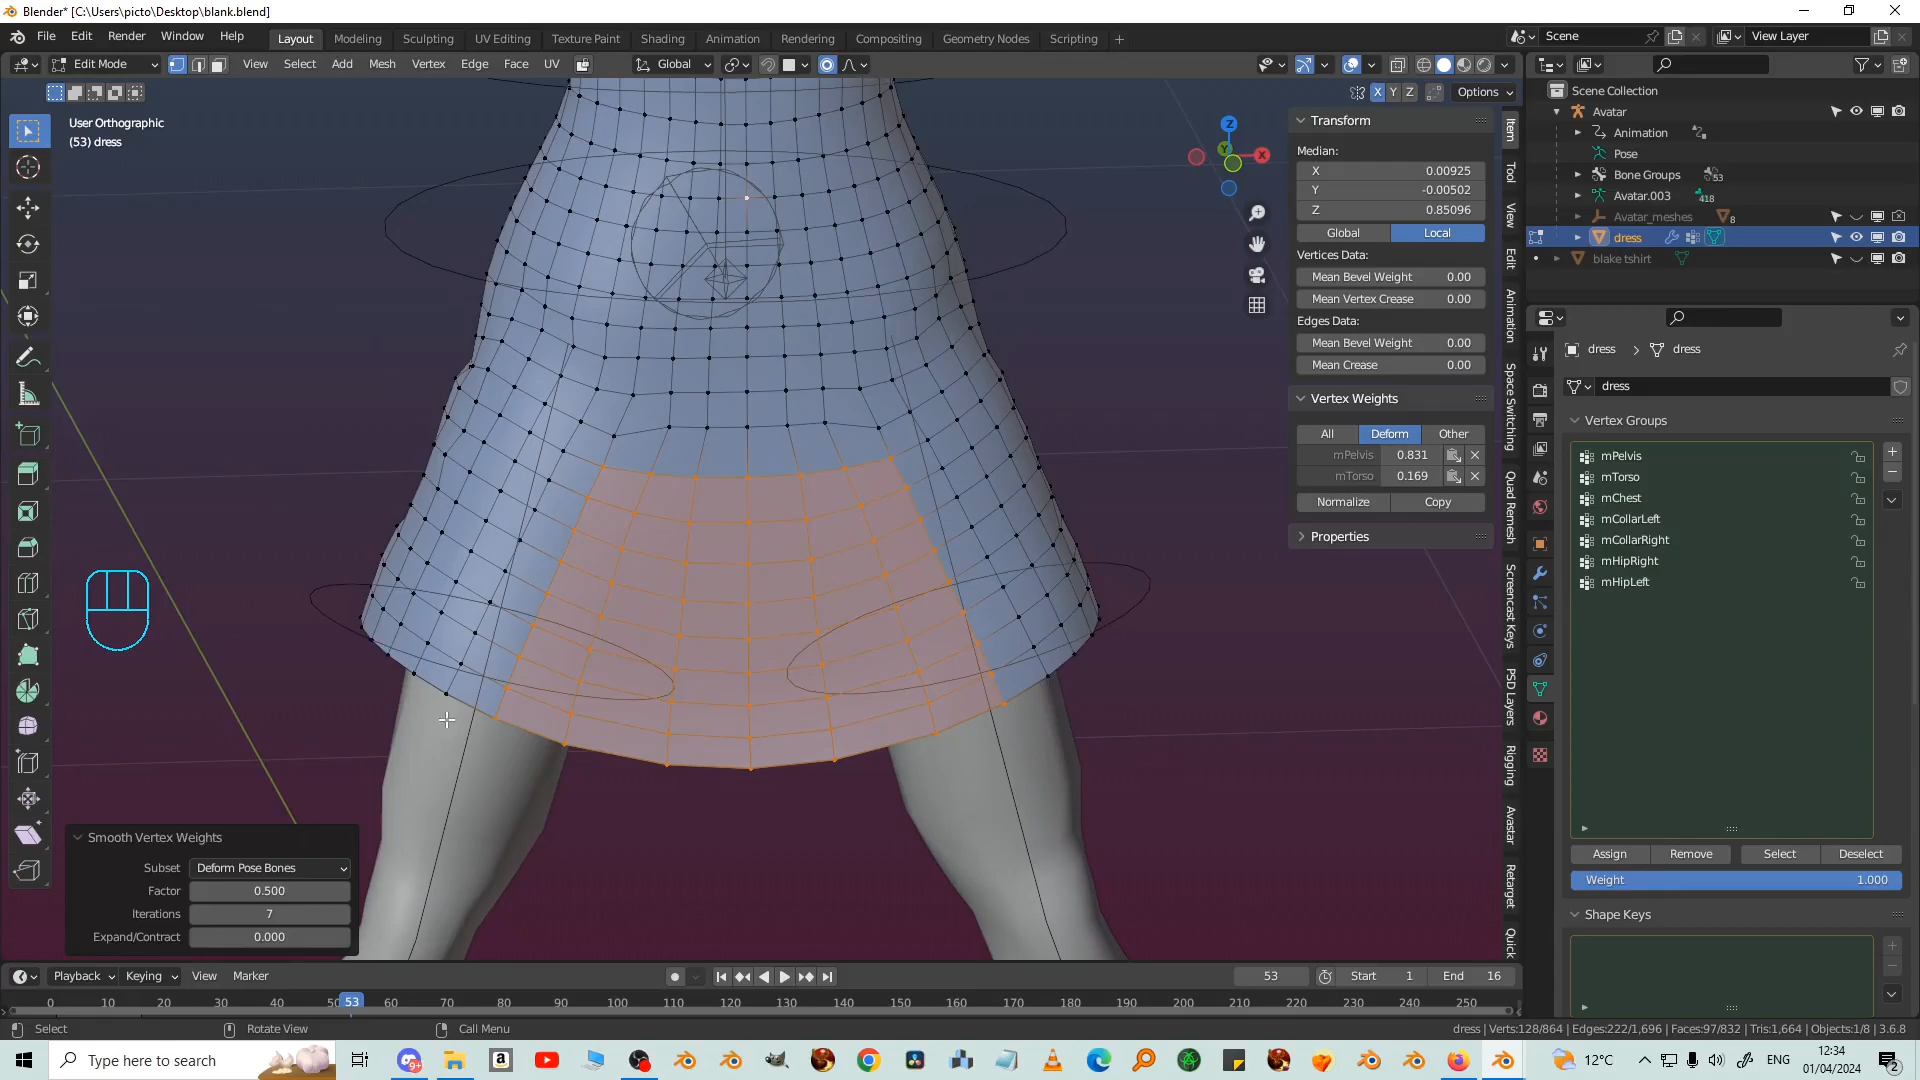 Blender* [C:\Users\picto\Desktop\blank.blend]
File Edit Render Window Help Layout Modeling Sculpting UV Editing Texture Paint Shading Animation Rendering Compositing Geometry Nodes Scripting + Scene View Layer
Edit Mode View Select Add Mesh Vertex Edge Face UV Global
X Y Z Options
User Orthographic
(53) dress
Z
Y
X
Transform
Median:
X 0.00925
Y -0.00502
Z 0.85096
Global Local
Vertices Data:
Mean Bevel Weight 0.00
Mean Vertex Crease 0.00
Edges Data:
Mean Bevel Weight 0.00
Mean Crease 0.00
Vertex Weights
All Deform Other
mPelvis 0.831
mTorso 0.169
Normalize Copy
Properties
Item
Tool
View
Edit
Animation
Space Switching
Quad Remesh
Screencast Keys
PSD Layers
Rigging
Avastar
Retarget
Quick
Scene Collection
Avatar
Animation
Pose
Bone Groups 53
Avatar.003 418
Avatar_meshes 8
dress
blake tshirt
dress dress
dress
Vertex Groups
mPelvis
mTorso
mChest
mCollarLeft
mCollarRight
mHipRight
mHipLeft
Assign Remove Select Deselect
Weight 1.000
Shape Keys
Smooth Vertex Weights
Subset Deform Pose Bones
Factor 0.500
Iterations 7
Expand/Contract 0.000
Playback Keying View Marker 53 Start 1 End 16
0 10 20 30 40 50 53 60 70 80 90 100 110 120 130 140 150 160 170 180 190 200 210 220 230 240 250
Select Rotate View Call Menu dress | Verts:128/864 | Edges:222/1,696 | Faces:97/832 | Tris:1,664 | Objects:1/8 | 3.6.8
Type here to search 12°C ENG 12:34
01/04/2024